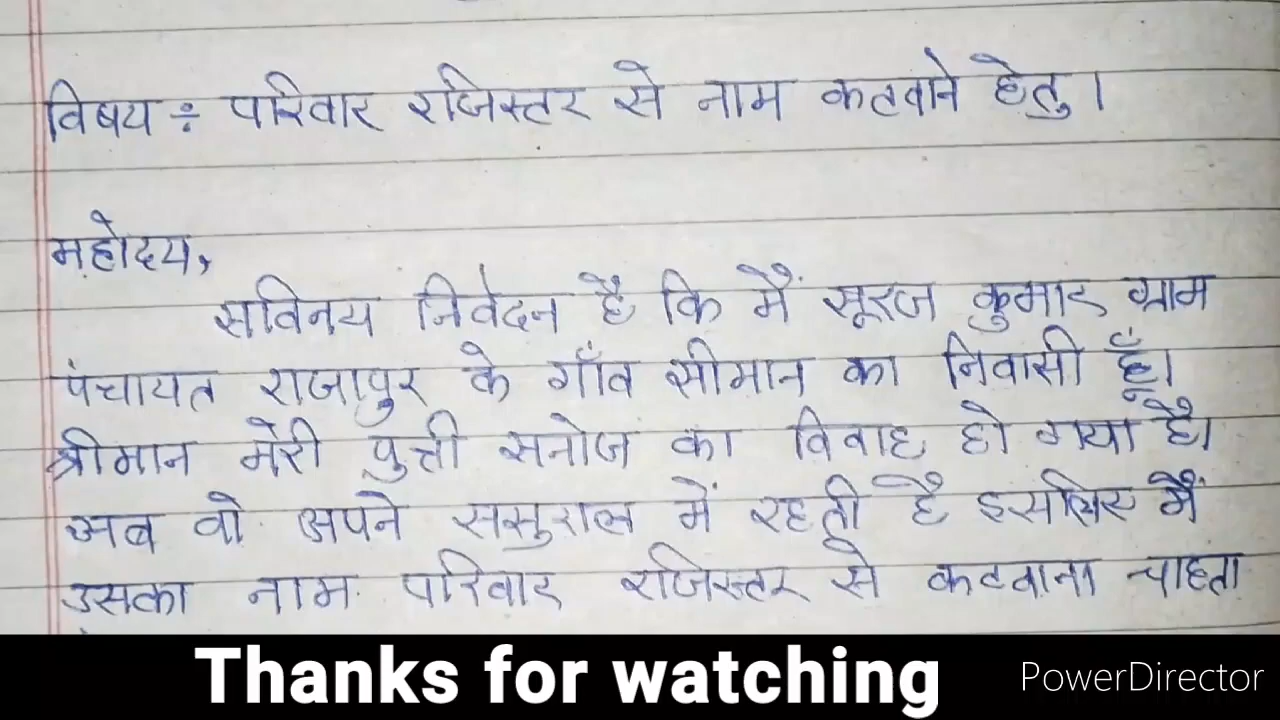 विषय ÷ परिवार रजिस्टर से नाम कटवाने हेतु।
महोदय,
सविनय निवेदन है कि मैं सूरज कुमार ग्राम
पंचायत राजापुर के गाँव सीमान का निवासी हूँ।
श्रीमान मेरी पुत्री सनोज का विवाह हो गया है।
अब वो अपने ससुराल में रहती है इसलिए मैं
उसका नाम परिवार रजिस्टर से कटवाना चाहता
Thanks for watching
PowerDirector